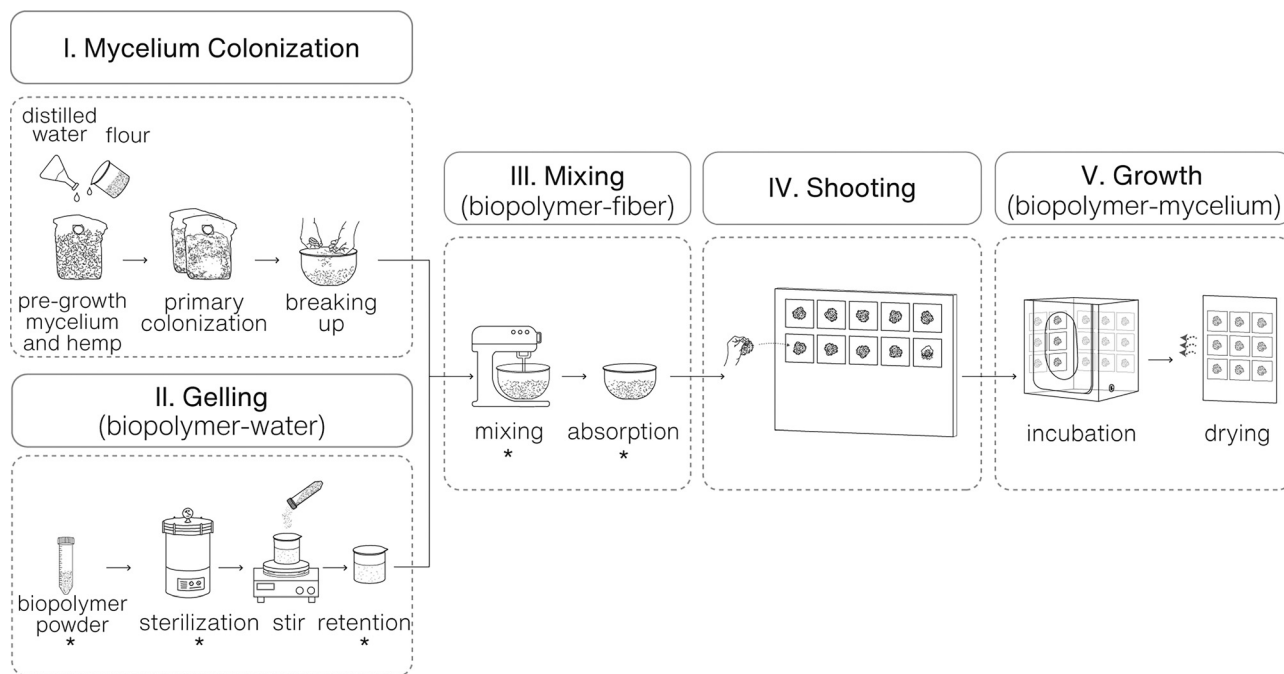 I. Mycelium Colonization
distilled
water
flour
pre-growth
mycelium
and hemp
primary
colonization
breaking
up
II. Gelling
(biopolymer-water)
biopolymer
powder
*
sterilization
*
stir
retention
*
III. Mixing
(biopolymer-fiber)
mixing
*
absorption
*
IV. Shooting
V. Growth
(biopolymer-mycelium)
incubation
drying